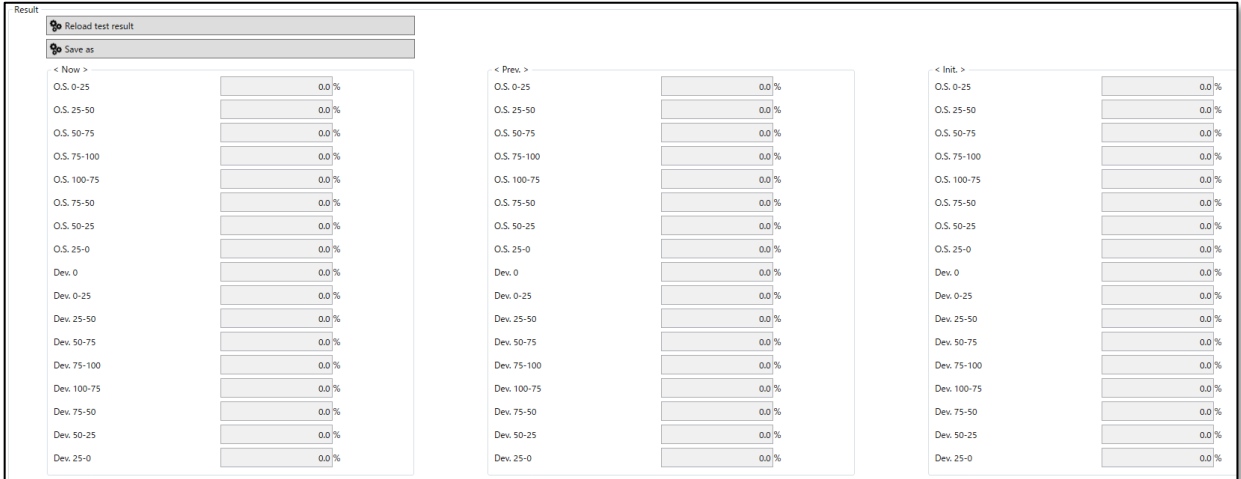 Result
Reload test result
Save as
< Now >
O.S. 0-25 0.0 %
O.S. 25-50 0.0 %
O.S. 50-75 0.0 %
O.S. 75-100 0.0 %
O.S. 100-75 0.0 %
O.S. 75-50 0.0 %
O.S. 50-25 0.0 %
O.S. 25-0 0.0 %
Dev. 0 0.0 %
Dev. 0-25 0.0 %
Dev. 25-50 0.0 %
Dev. 50-75 0.0 %
Dev. 75-100 0.0 %
Dev. 100-75 0.0 %
Dev. 75-50 0.0 %
Dev. 50-25 0.0 %
Dev. 25-0 0.0 %
< Prev. >
O.S. 0-25 0.0 %
O.S. 25-50 0.0 %
O.S. 50-75 0.0 %
O.S. 75-100 0.0 %
O.S. 100-75 0.0 %
O.S. 75-50 0.0 %
O.S. 50-25 0.0 %
O.S. 25-0 0.0 %
Dev. 0 0.0 %
Dev. 0-25 0.0 %
Dev. 25-50 0.0 %
Dev. 50-75 0.0 %
Dev. 75-100 0.0 %
Dev. 100-75 0.0 %
Dev. 75-50 0.0 %
Dev. 50-25 0.0 %
Dev. 25-0 0.0 %
< Init. >
O.S. 0-25 0.0 %
O.S. 25-50 0.0 %
O.S. 50-75 0.0 %
O.S. 75-100 0.0 %
O.S. 100-75 0.0 %
O.S. 75-50 0.0 %
O.S. 50-25 0.0 %
O.S. 25-0 0.0 %
Dev. 0 0.0 %
Dev. 0-25 0.0 %
Dev. 25-50 0.0 %
Dev. 50-75 0.0 %
Dev. 75-100 0.0 %
Dev. 100-75 0.0 %
Dev. 75-50 0.0 %
Dev. 50-25 0.0 %
Dev. 25-0 0.0 %